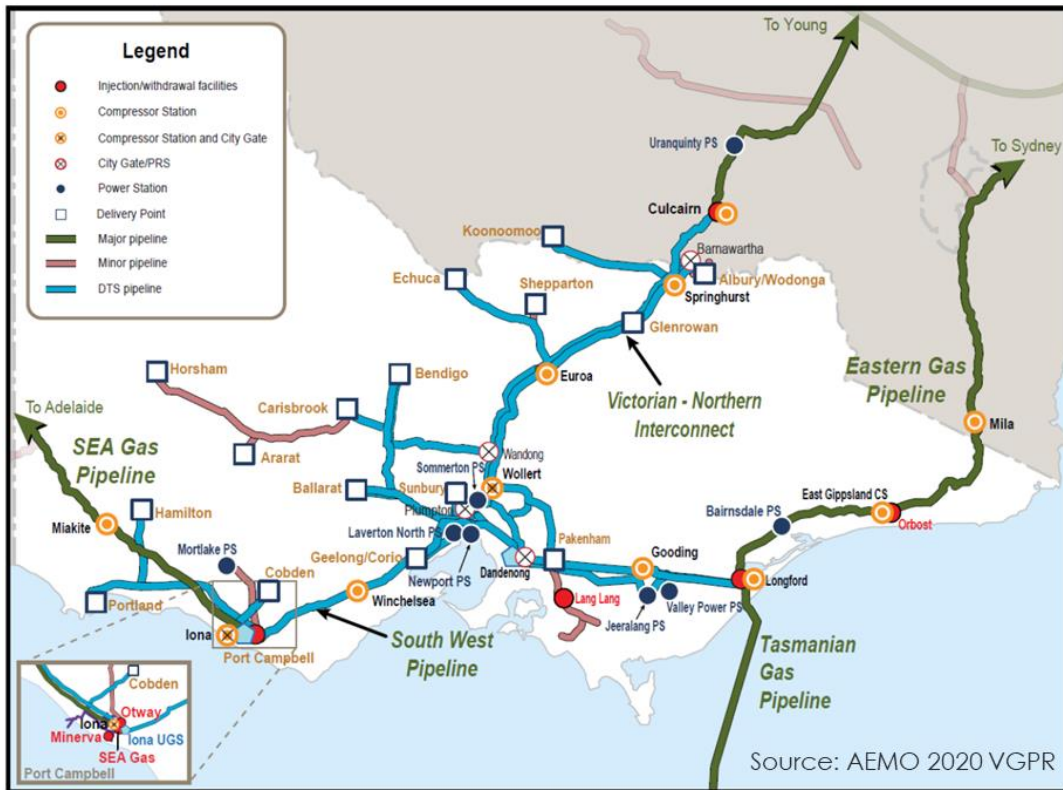 Legend
Injection/withdrawal facilities
Compressor Station
Compressor Station and City Gate
City Gate/PRS
Power Station
Delivery Point
Major pipeline
Minor pipeline
DTS pipeline
To Young
Uranquinty PS
To Sydney
Culcairn
Koonoomoo
Barnawartha
Echuca
Shepparton
Albury/Wodonga
Springhurst
Glenrowan
Horsham
Bendigo
Euroa
Eastern Gas
Pipeline
Victorian - Northern
Interconnect
To Adelaide
Carisbrook
Mila
SEA Gas
Pipeline
Ararat
Wandong
Sommerton PS
Wollert
Ballarat
Sunbury
East Gippsland CS
Orbost
Plumpton
Bairnsdale PS
Hamilton
Miakite
Laverton North PS
Pakenham
Mortlake PS
Geelong/Corio
Gooding
Cobden
Newport PS
Dandenong
Longford
Portland
Winchelsea
Lang Lang
Valley Power PS
Jeeralang PS
Iona
South West
Pipeline
Port Campbell
Tasmanian
Gas
Pipeline
Cobden
Otway
Iona
Minerva
Iona UGS
SEA Gas
Port Campbell
Source: AEMO 2020 VGPR